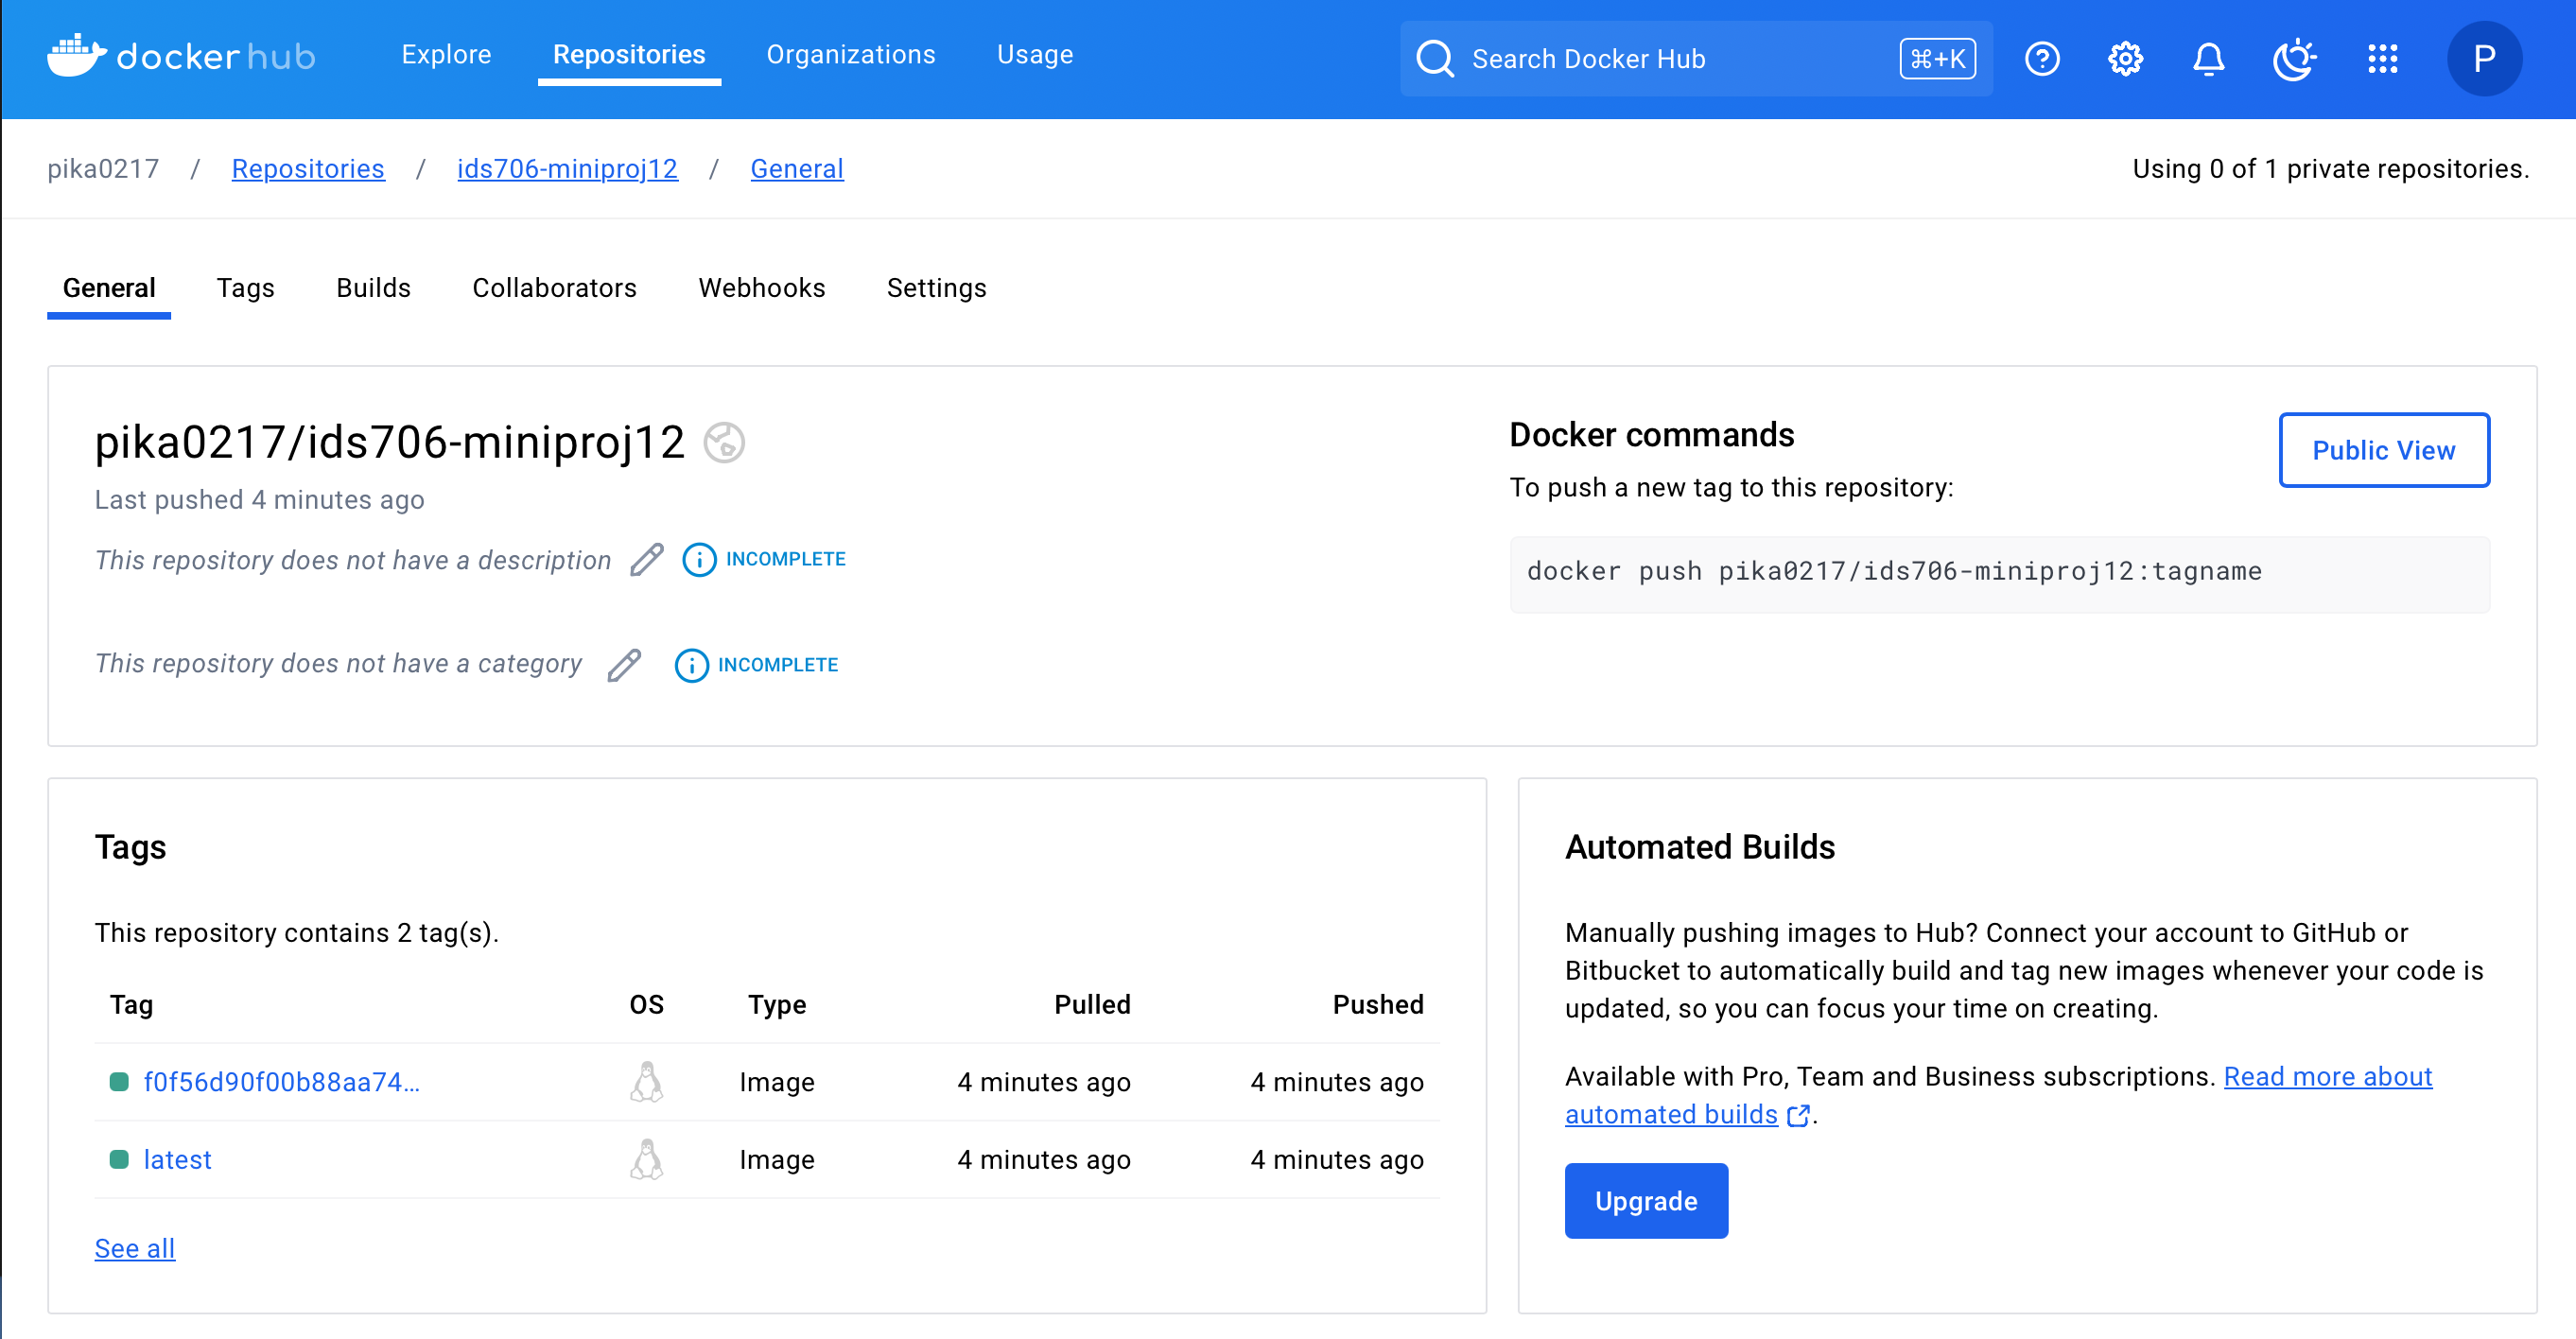 docker hub
Explore
Repositories
Organizations
Usage
Search Docker Hub
⌘+K
P
pika0217 / Repositories / ids706-miniproj12 / General
Using 0 of 1 private repositories.
General
Tags
Builds
Collaborators
Webhooks
Settings
pika0217/ids706-miniproj12
Last pushed 4 minutes ago
This repository does not have a description
INCOMPLETE
This repository does not have a category
INCOMPLETE
Docker commands
Public View
To push a new tag to this repository:
docker push pika0217/ids706-miniproj12:tagname
Tags
This repository contains 2 tag(s).
Tag OS Type Pulled Pushed
f0f56d90f00b88aa74... Image 4 minutes ago 4 minutes ago
latest Image 4 minutes ago 4 minutes ago
See all
Automated Builds
Manually pushing images to Hub? Connect your account to GitHub or
Bitbucket to automatically build and tag new images whenever your code is
updated, so you can focus your time on creating.
Available with Pro, Team and Business subscriptions. Read more about
automated builds.
Upgrade